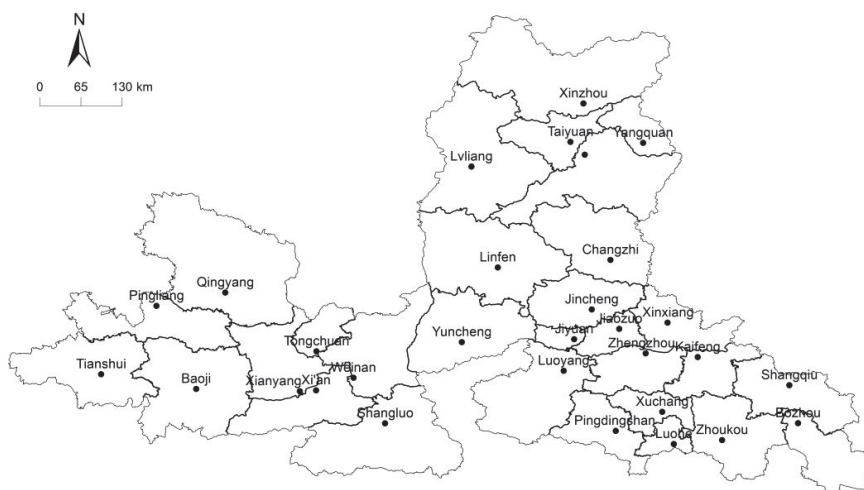 N
0 65 130 km
Xinzhou
Taiyuan
Yangquan
Lvliang
Linfen
Changzhi
Qingyang
Pingliang
Jincheng
Xinxiang
Jiaozuo
Jiyuan
Yuncheng
Tongchuan
Zhengzhou
Kaifeng
Tianshui
Baoji
Xianyang
Xi'an
Weinan
Luoyang
Shangqiu
Shangluo
Xuchang
Bozhou
Pingdingshan
Luohe
Zhoukou